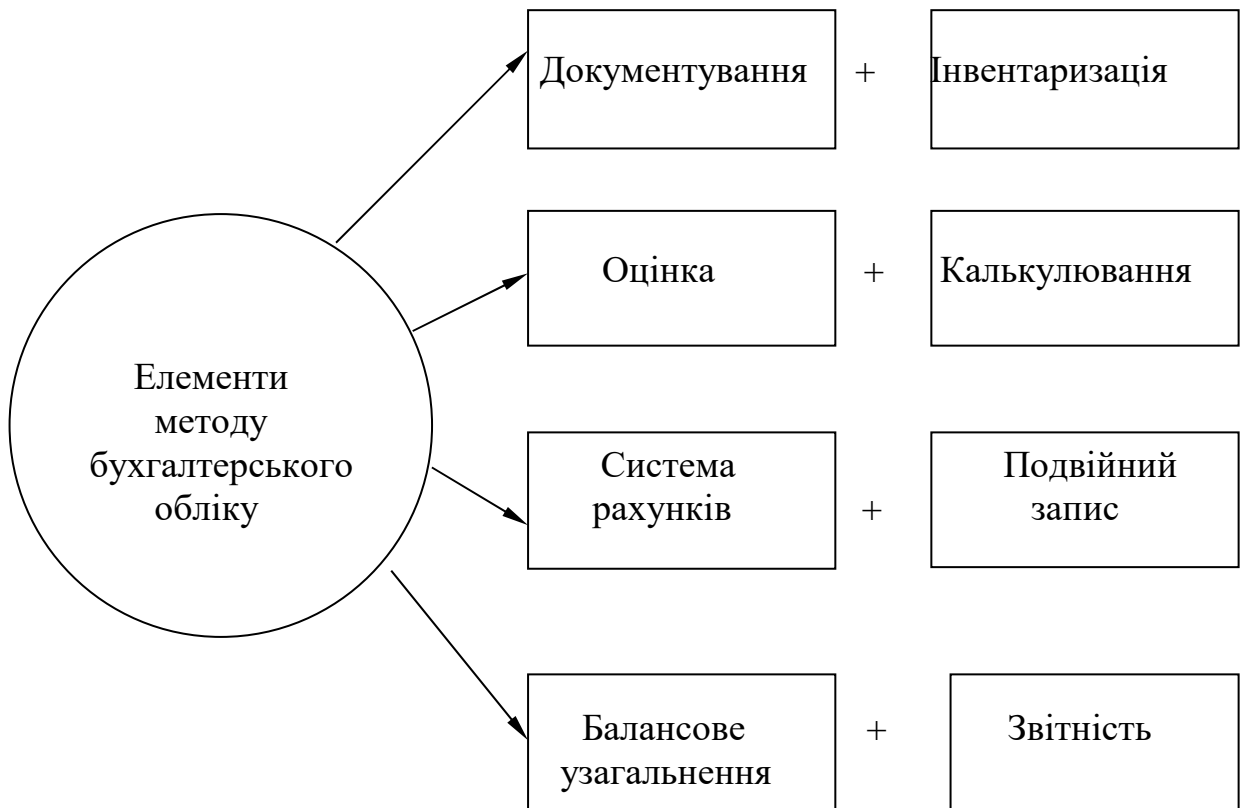 Документування + Інвентаризація
Оцінка + Калькулювання
Елементи
методу
бухгалтерського
обліку
Система
рахунків
+
Подвійний
запис
Балансове
узагальнення
+
Звітність